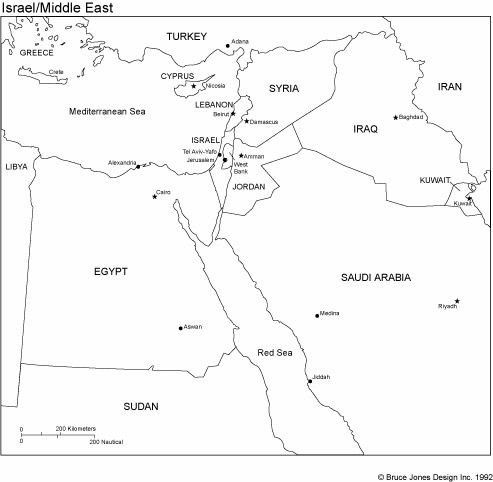 Israel/Middle East
TURKEY
Adana
GREECE
Crete
CYPRUS
Nicosia
SYRIA
IRAN
LEBANON
Beirut
Damascus
Mediterranean Sea
Baghdad
IRAQ
ISRAEL
Tel Aviv-Yafo
Jerusalem
Amman
West
Bank
LIBYA
Alexandria
JORDAN
KUWAIT
Kuwait
Cairo
EGYPT
SAUDI ARABIA
Riyadh
Medina
Aswan
Red Sea
Jiddah
SUDAN
0 200 Kilometers
0 200 Nautical
© Bruce Jones Design Inc. 1992